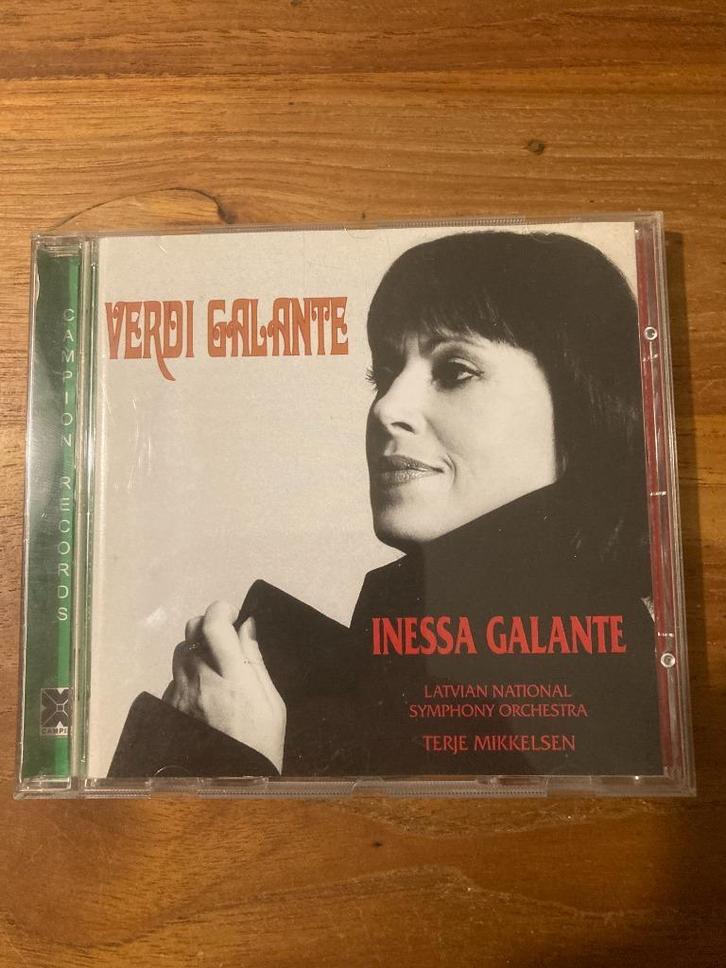 VERDI GALANTE
INESSA GALANTE
LATVIAN NATIONAL
SYMPHONY ORCHESTRA
TERJE MIKKELSEN
CAMPION RECORDS